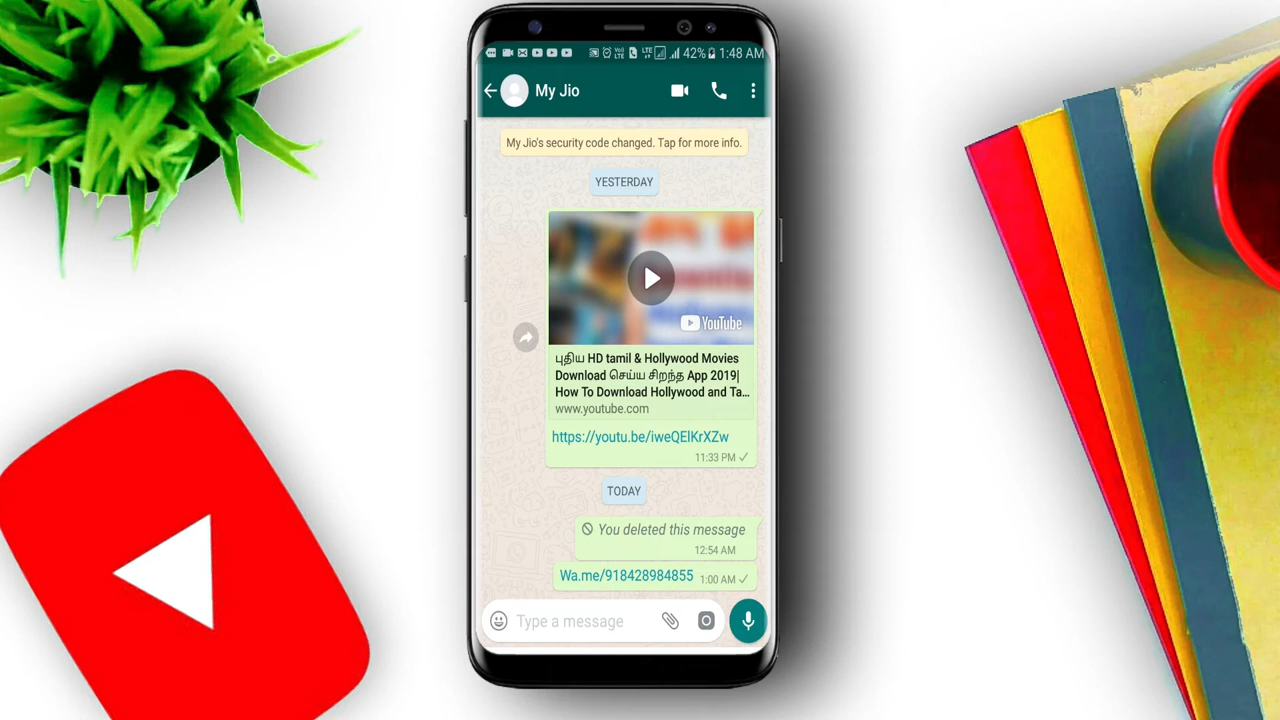 VoD LTE LTE 42% 1:48 AM
My Jio
My Jio's security code changed. Tap for more info.
YESTERDAY
YouTube
புதிய HD tamil & Hollywood Movies
Download செய்ய சிறந்த App 2019|
How To Download Hollywood and Ta...
www.youtube.com
https://youtu.be/iweQElKrXZw
11:33 PM
TODAY
You deleted this message
12:54 AM
Wa.me/918428984855 1:00 AM
Type a message